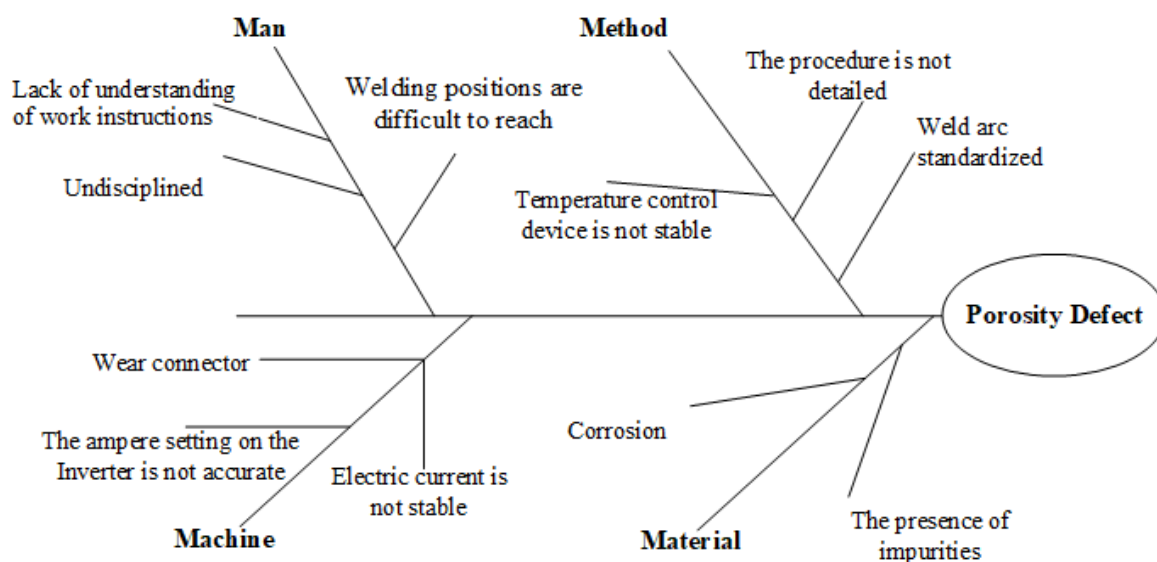 Man
Method
Lack of understanding
of work instructions
Welding positions are
difficult to reach
The procedure is not
detailed
Weld arc
standardized
Undisciplined
Temperature control
device is not stable
Porosity Defect
Wear connector
The ampere setting on the
Inverter is not accurate
Electric current is
not stable
Corrosion
The presence of
impurities
Machine
Material